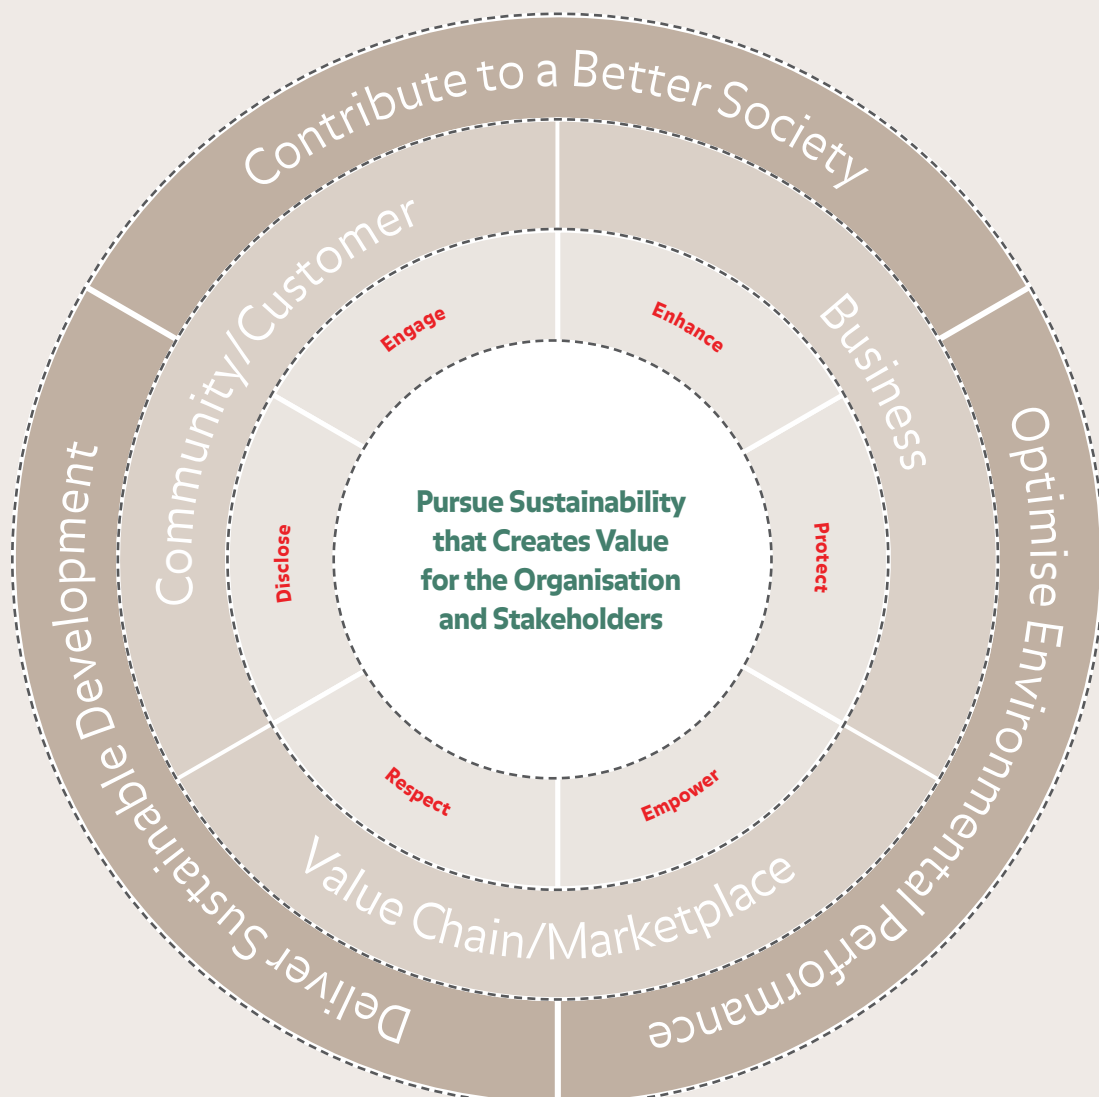 Contribute to a Better Society
Optimise Environmental Performance
Deliver Sustainable Development
Community/Customer
Business
Value Chain/Marketplace
Engage
Enhance
Protect
Empower
Respect
Disclose
Pursue Sustainability
that Creates Value
for the Organisation
and Stakeholders